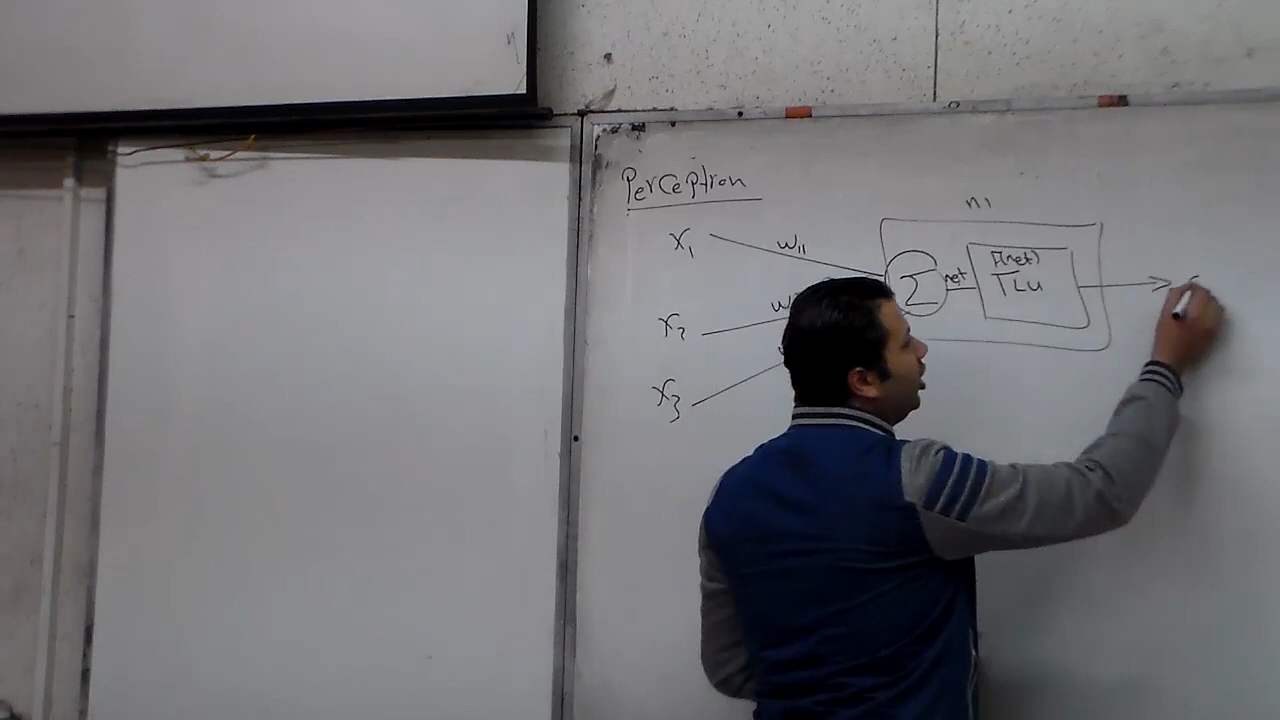 Perceptron
n1
X1
W11
Σ
net
F(net)
TLU
X2
X3